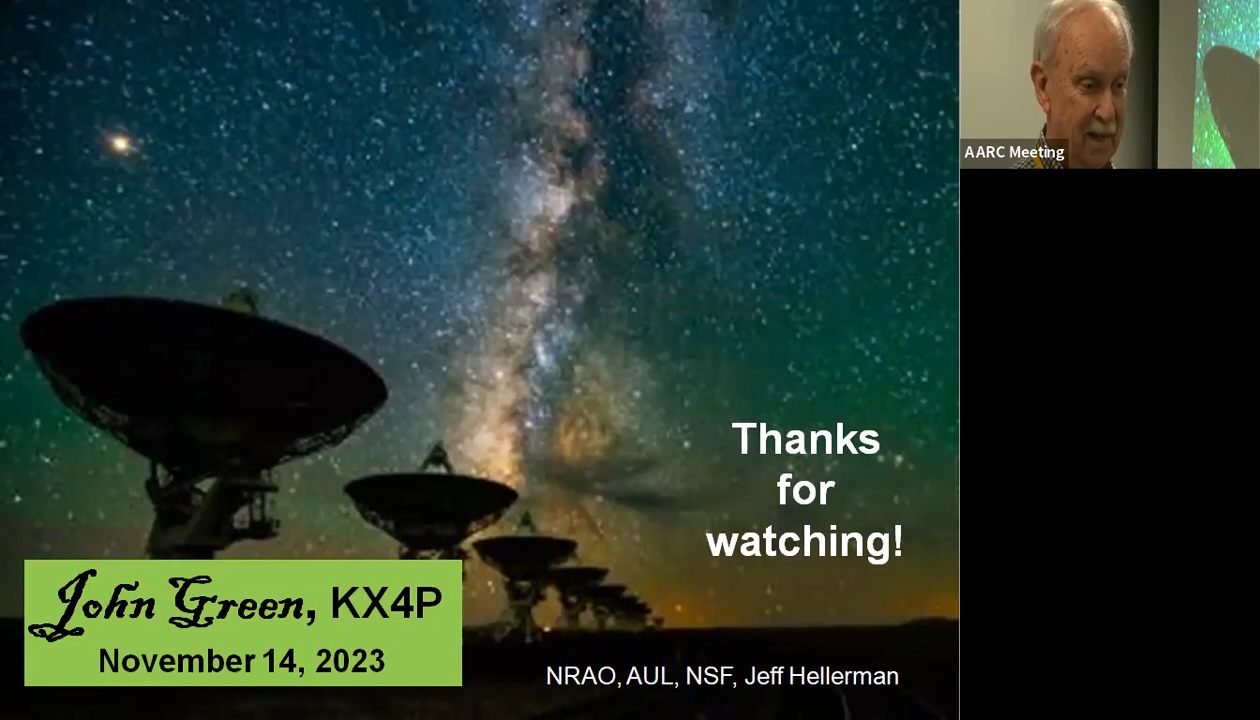 AARC Meeting
Thanks
for
watching!
John Green, KX4P
November 14, 2023
NRAO, AUL, NSF, Jeff Hellerman